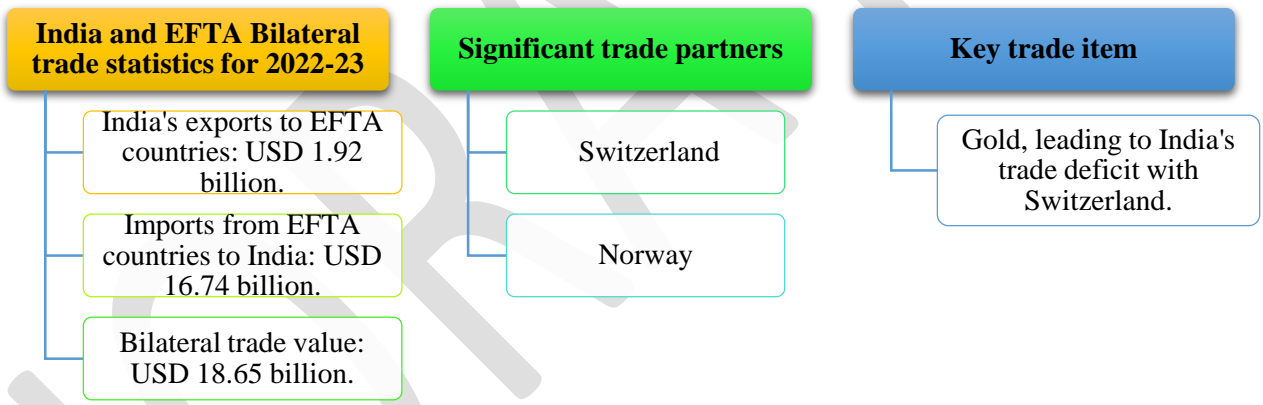 India and EFTA Bilateral
trade statistics for 2022-23
India's exports to EFTA
countries: USD 1.92
billion.
Imports from EFTA
countries to India: USD
16.74 billion.
Bilateral trade value:
USD 18.65 billion.
Significant trade partners
Switzerland
Norway
Key trade item
Gold, leading to India's
trade deficit with
Switzerland.